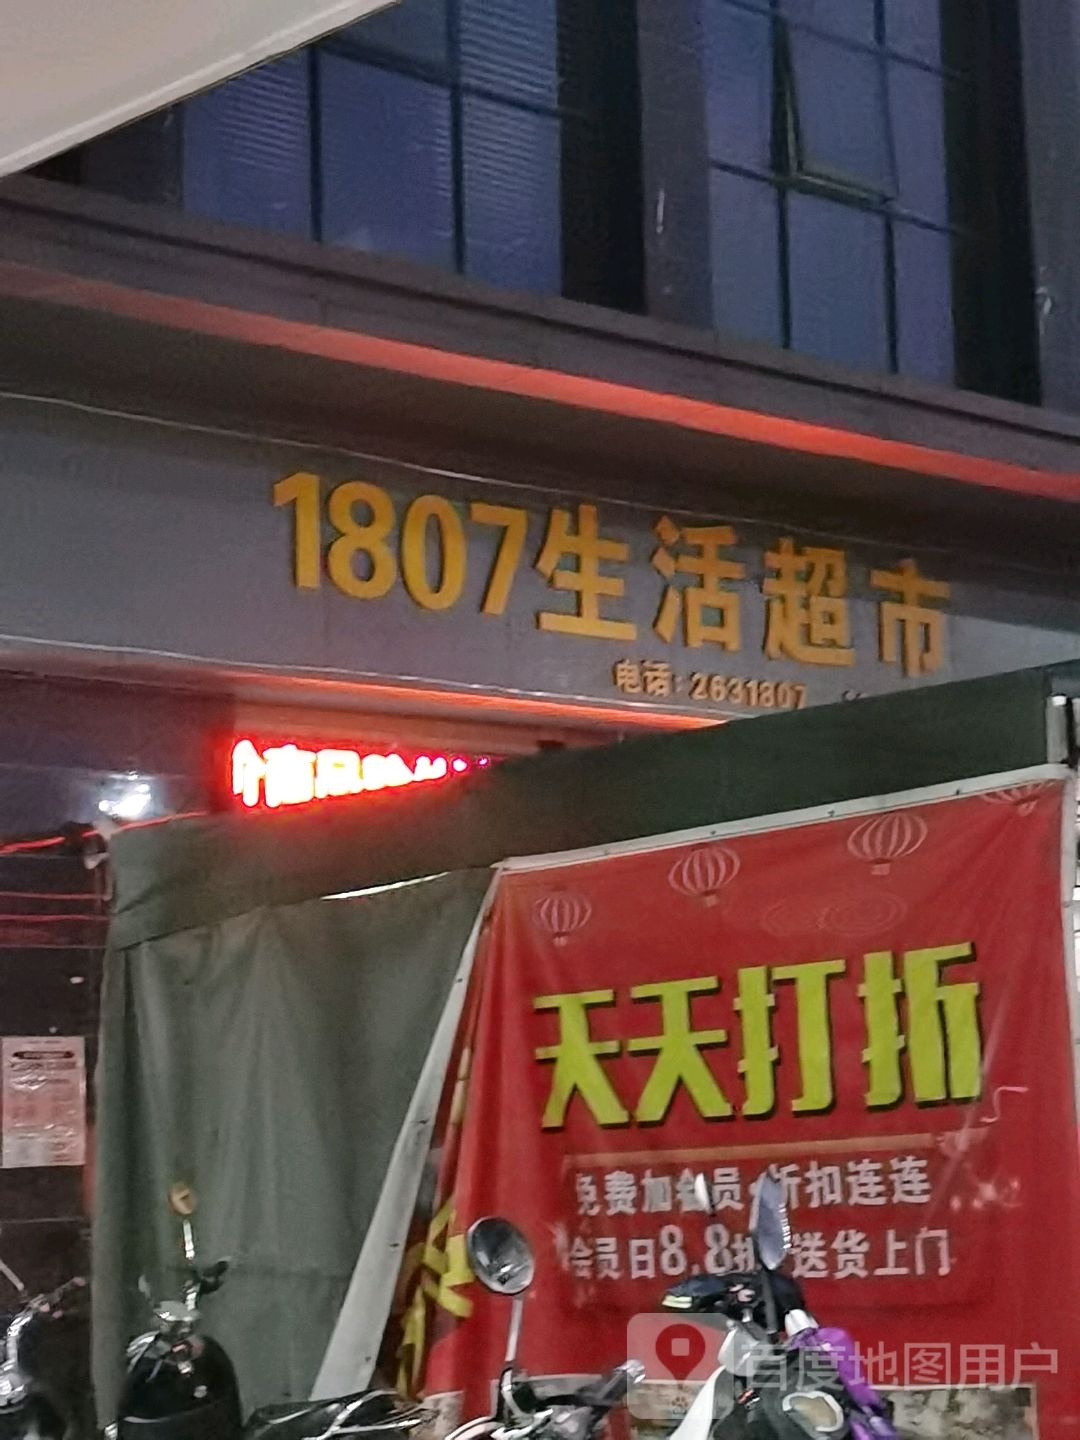 1807生活超市
电话:2631807
商品
天天打折
免费加会员 折扣连连
会员日8.8折 送货上门
百度地图用户